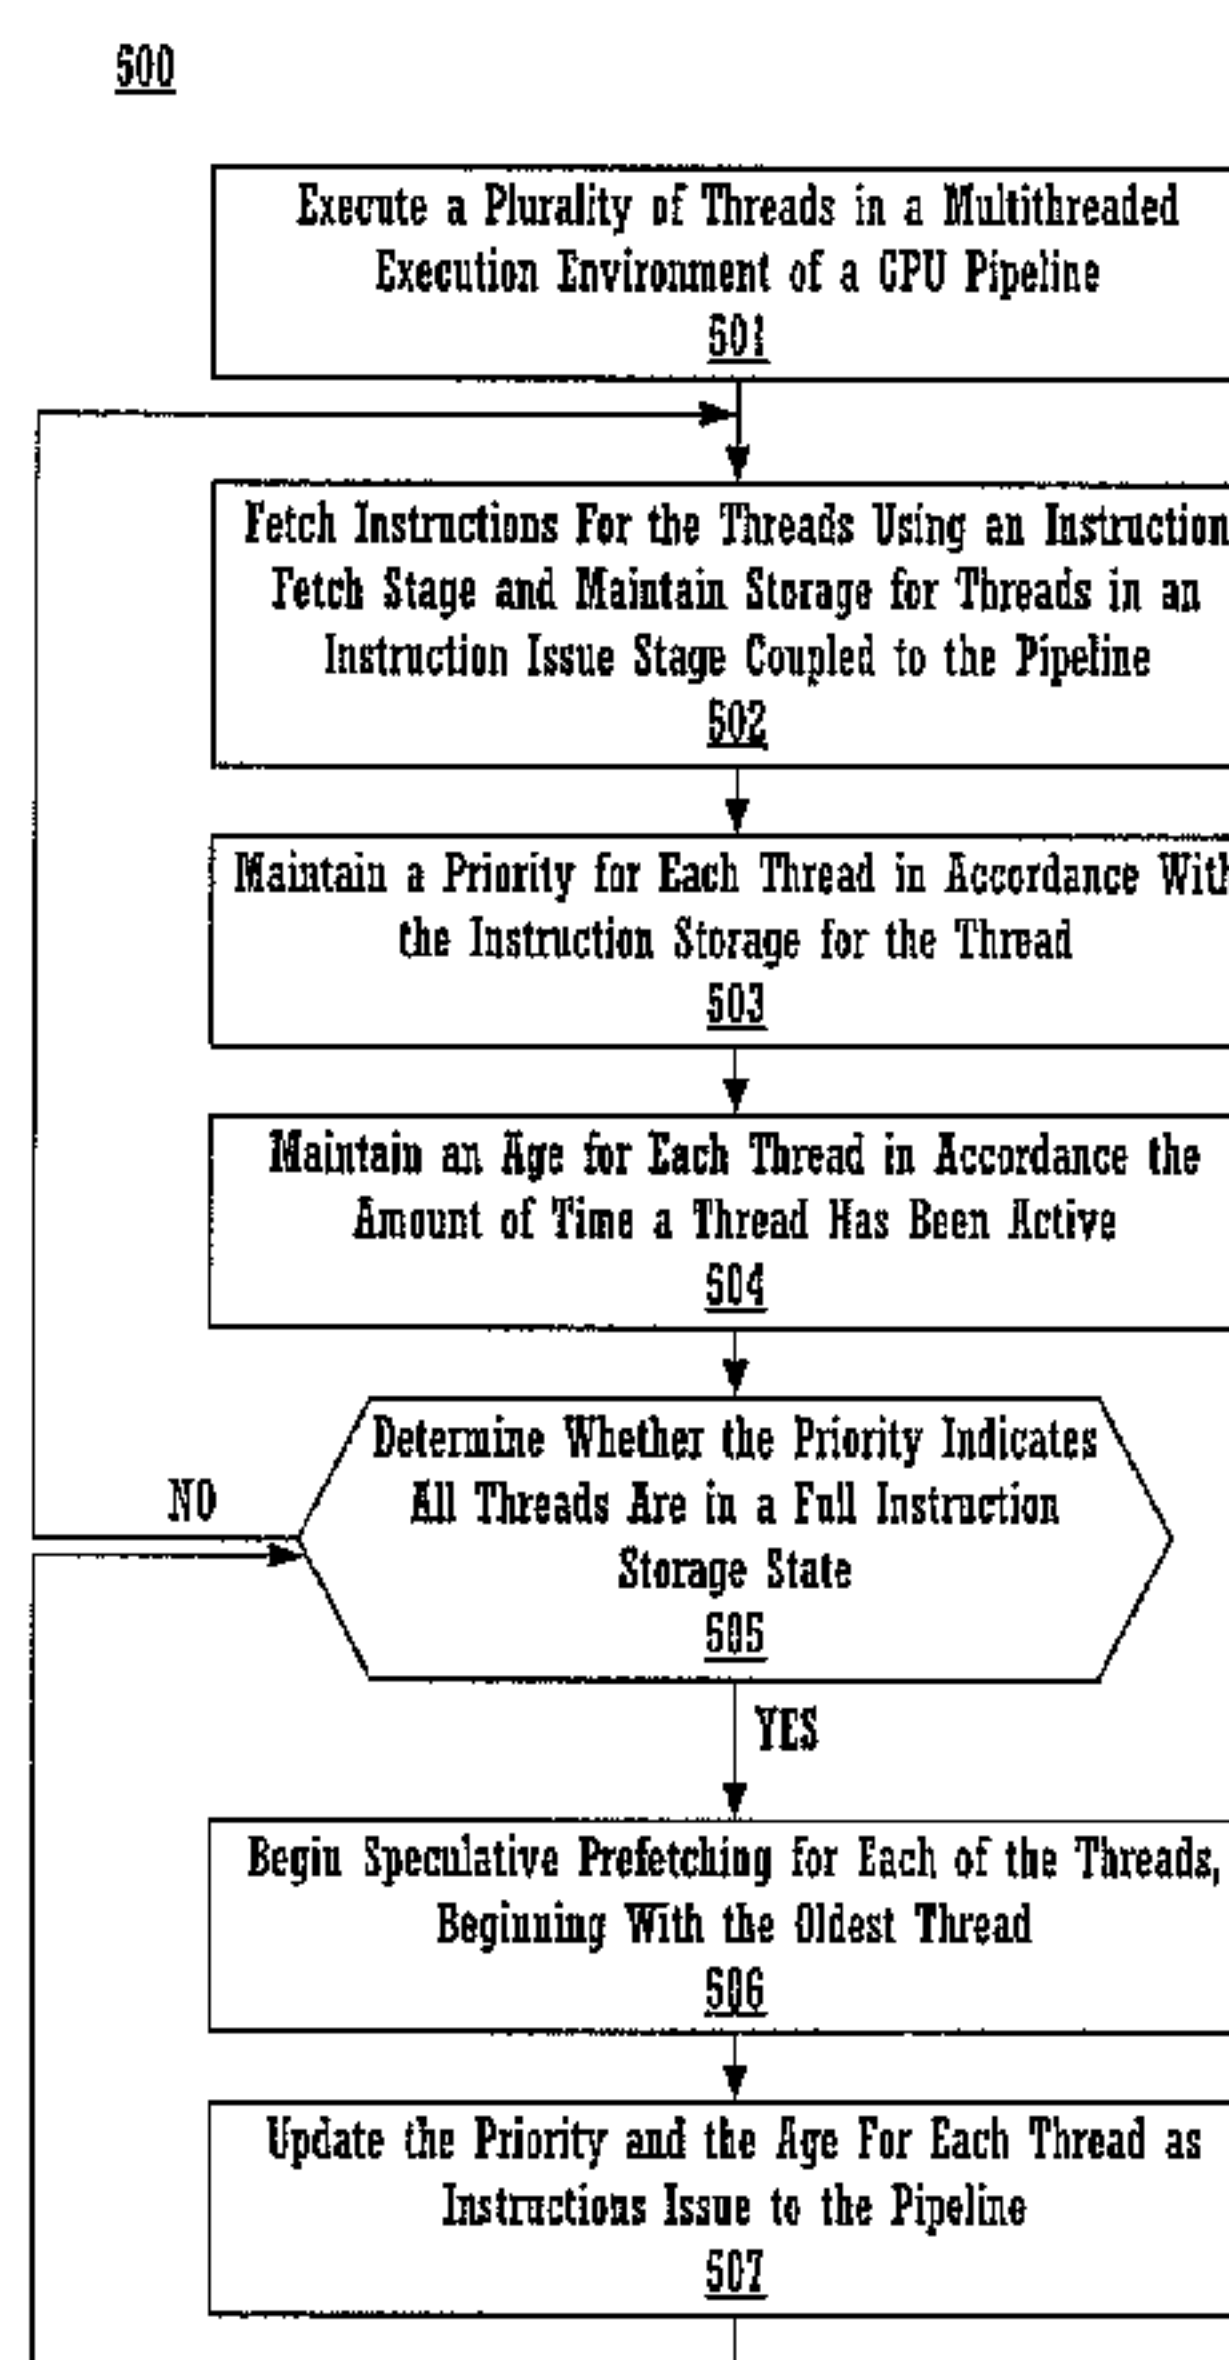 500
Execute a Plurality of Threads in a Multithreaded
Execution Environment of a GPU Pipeline
501
Fetch Instructions For the Threads Using an Instruction
Fetch Stage and Maintain Storage for Threads in an
Instruction Issue Stage Coupled to the Pipeline
502
Maintain a Priority for Each Thread in Accordance With
the Instruction Storage for the Thread
503
Maintain an Age for Each Thread in Accordance the
Amount of Time a Thread Has Been Active
504
Determine Whether the Priority Indicates
All Threads Are in a Full Instruction
Storage State
505
NO
YES
Begin Speculative Prefetching for Each of the Threads,
Beginning With the Oldest Thread
506
Update the Priority and the Age For Each Thread as
Instructions Issue to the Pipeline
507